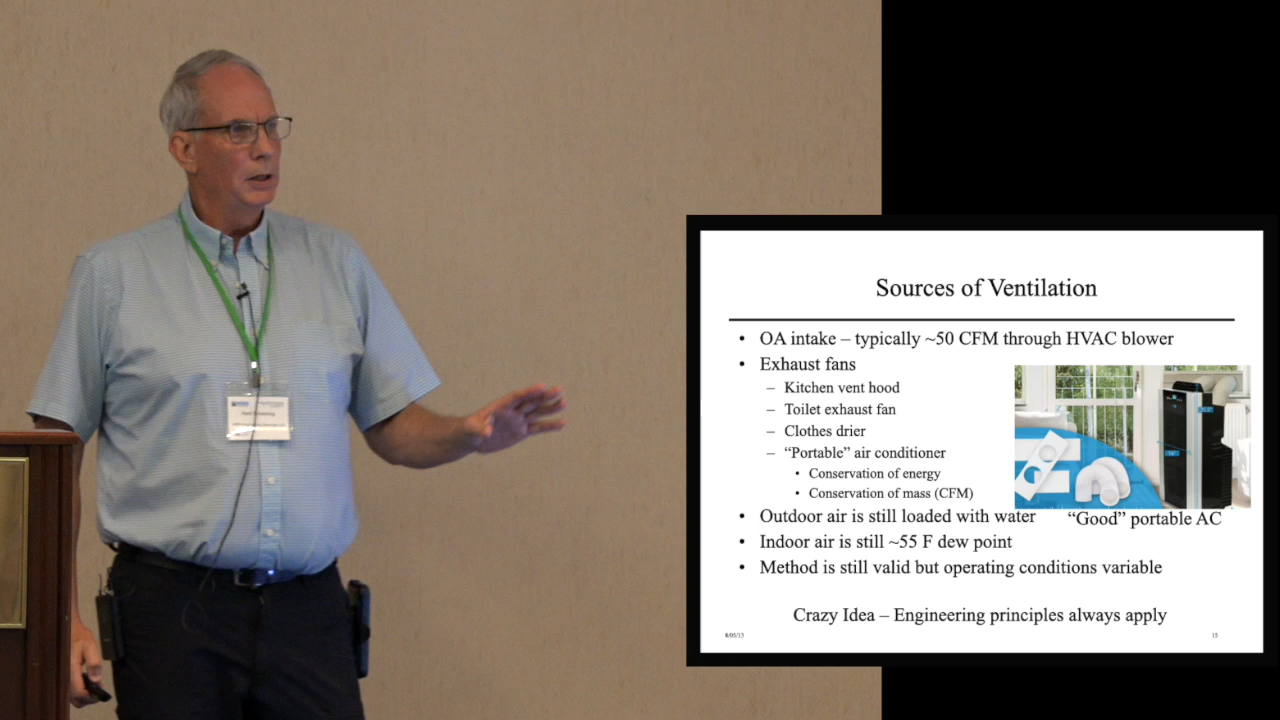 Sources of Ventilation
• OA intake – typically ~50 CFM through HVAC blower
• Exhaust fans
– Kitchen vent hood
– Toilet exhaust fan
– Clothes drier
– “Portable” air conditioner
• Conservation of energy
• Conservation of mass (CFM)
• Outdoor air is still loaded with water
“Good” portable AC
• Indoor air is still ~55 F dew point
• Method is still valid but operating conditions variable
Crazy Idea – Engineering principles always apply
8/05/13
15